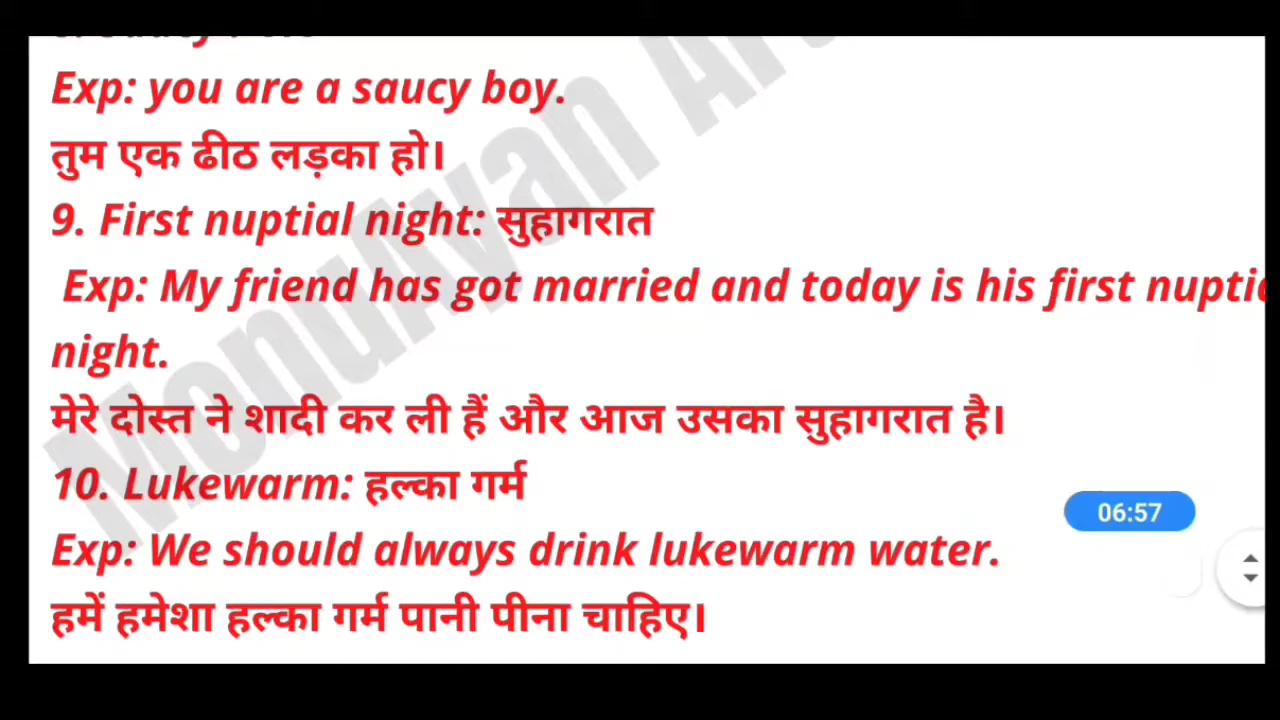 Exp: you are a saucy boy.
तुम एक ढीठ लड़का हो।
9. First nuptial night: सुहागरात
Exp: My friend has got married and today is his first
night.
मेरे दोस्त ने शादी कर ली हैं और आज उसका सुहागरात है।
10. Lukewarm: हल्का गर्म
06:57
Exp: We should always drink lukewarm water.
हमें हमेशा हल्का गर्म पानी पीना चाहिए।
MonuAyan